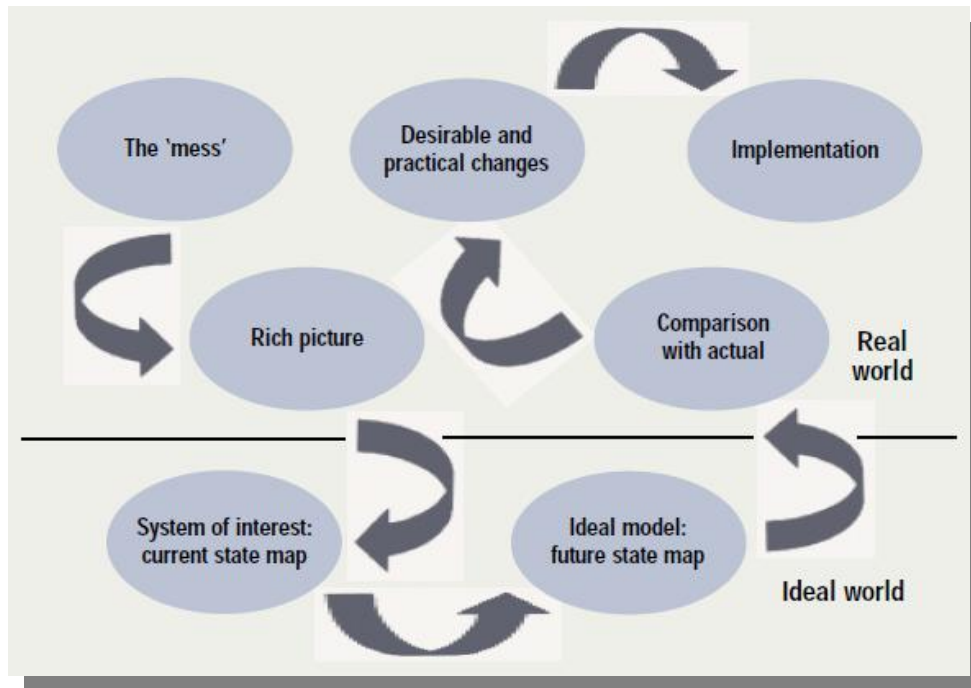 The ‘mess’
Desirable and
practical changes
Implementation
Rich picture
Comparison
with actual
Real
world
System of interest:
current state map
Ideal model:
future state map
Ideal world